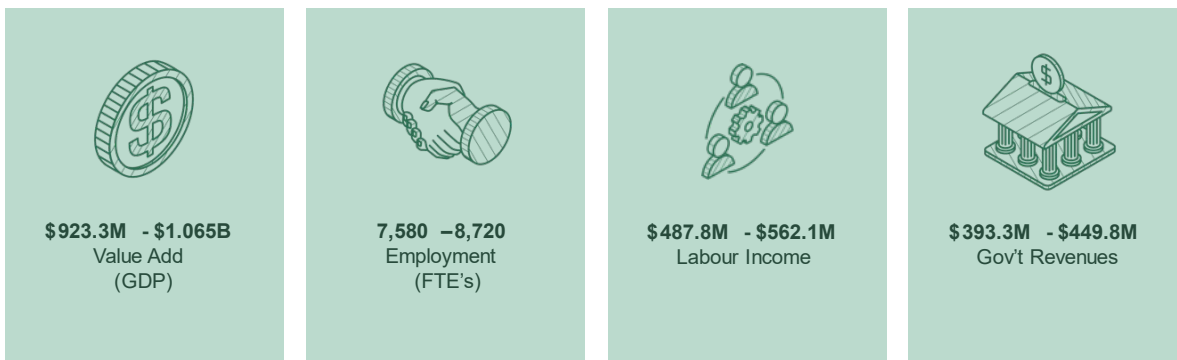 $923.3M - $1.065B
Value Add
(GDP)
7,580 –8,720
Employment
(FTE’s)
$487.8M - $562.1M
Labour Income
$393.3M - $449.8M
Gov’t Revenues